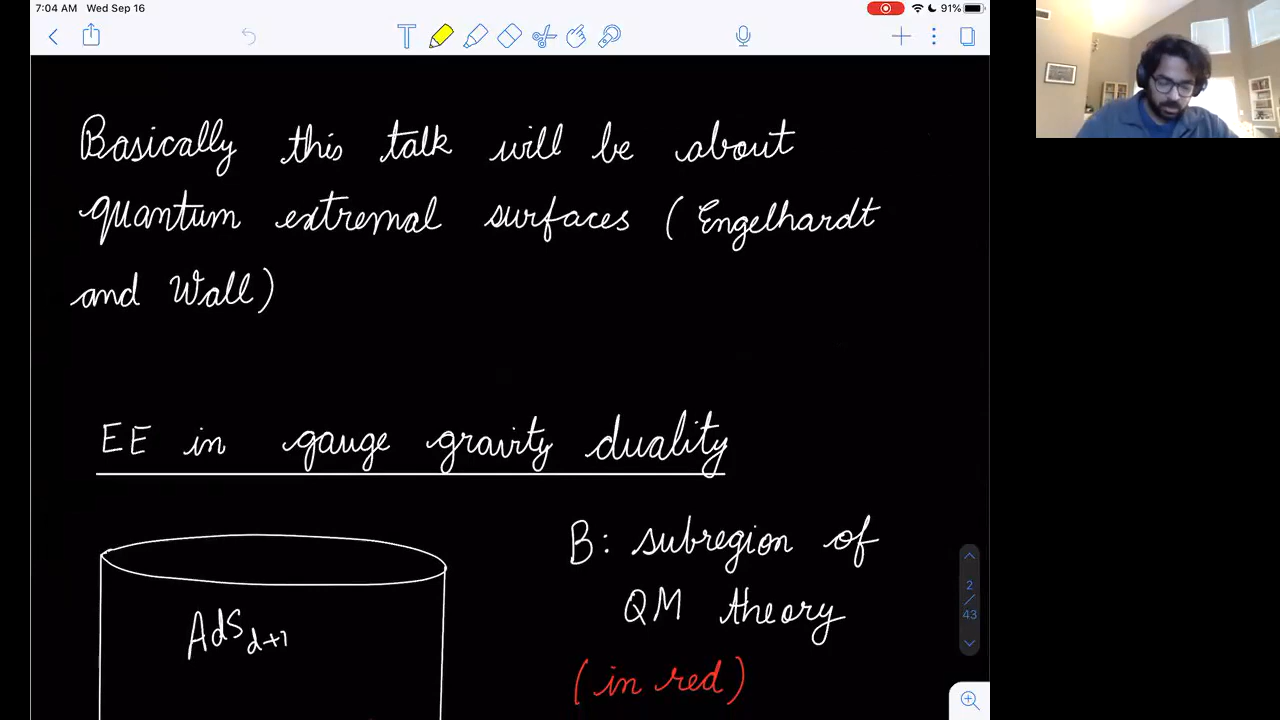 7:04 AM Wed Sep 16
91%
T
Basically this talk will be about
quantum extremal surfaces (Engelhardt
and Wall)
EE in gauge gravity duality
B: subregion of
QM theory
(in red)
AdS d+1
2
/
43